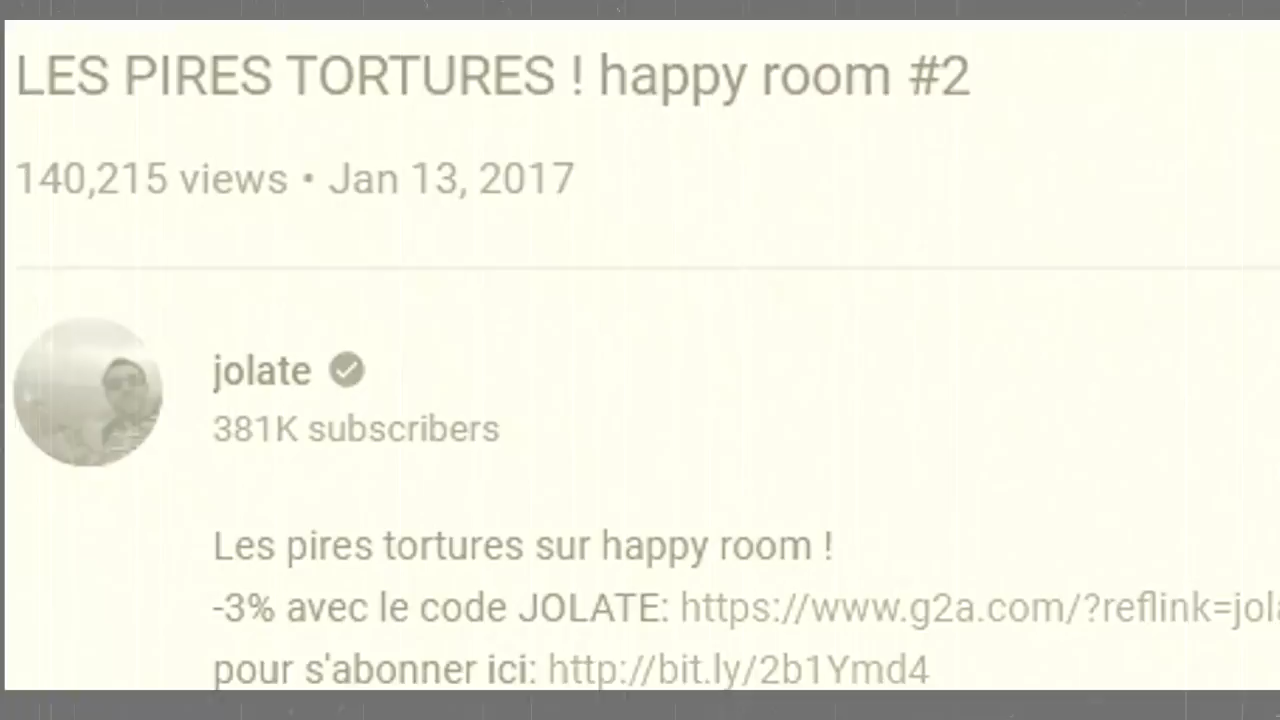 LES PIRES TORTURES ! happy room #2
140,215 views • Jan 13, 2017
jolate
381K subscribers
Les pires tortures sur happy room !
-3% avec le code JOLATE: https://www.g2a.com/?reflink=jola
pour s'abonner ici: http://bit.ly/2b1Ymd4